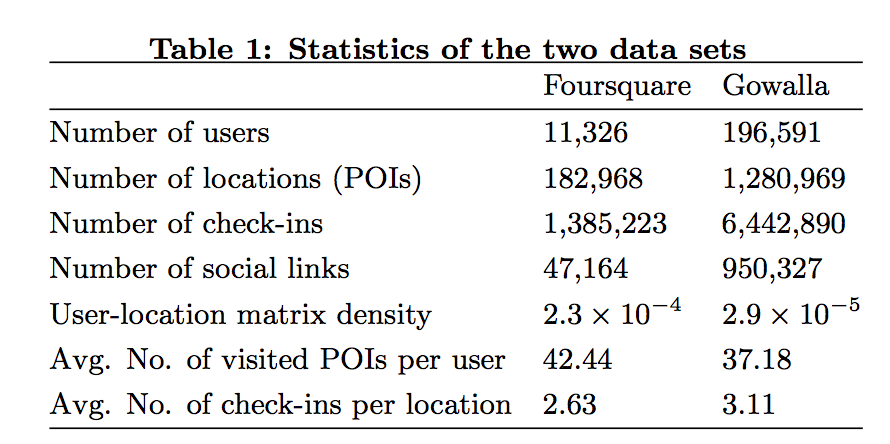 Table 1: Statistics of the two data sets
Foursquare Gowalla
Number of users 11,326 196,591
Number of locations (POIs) 182,968 1,280,969
Number of check-ins 1,385,223 6,442,890
Number of social links 47,164 950,327
User-location matrix density 2.3 × 10⁻⁴ 2.9 × 10⁻⁵
Avg. No. of visited POIs per user 42.44 37.18
Avg. No. of check-ins per location 2.63 3.11